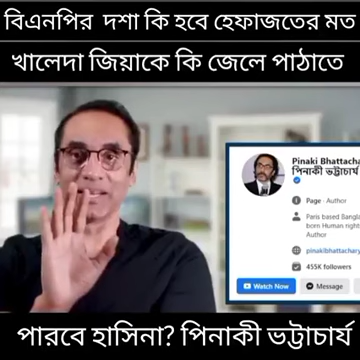 বিএনপির দশা কি হবে হেফাজতের মত
খালেদা জিয়াকে কি জেলে পাঠাতে
Pinaki Bhattachar
পিনাকী ভট্টাচার্য
Page · Author
Paris based Bangla
born Human right
Author
pinakibhattachary
455K followers
Watch Now
Message
পারবে হাসিনা? পিনাকী ভট্টাচার্য